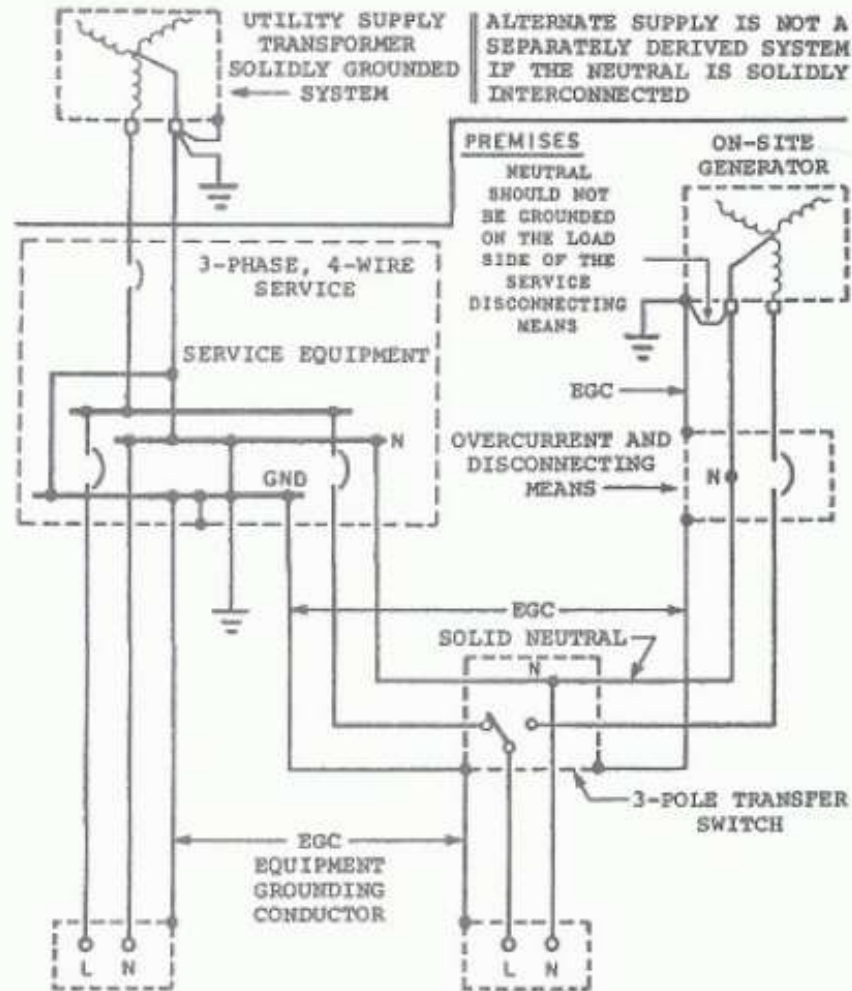 UTILITY SUPPLY
TRANSFORMER
SOLIDLY GROUNDED
SYSTEM
ALTERNATE SUPPLY IS NOT A
SEPARATELY DERIVED SYSTEM
IF THE NEUTRAL IS SOLIDLY
INTERCONNECTED
PREMISES
NEUTRAL
SHOULD NOT
BE GROUNDED
ON THE LOAD
SIDE OF THE
SERVICE
DISCONNECTING
MEANS
ON-SITE
GENERATOR
3-PHASE, 4-WIRE
SERVICE
SERVICE EQUIPMENT
EGC
N
GND
OVERCURRENT AND
DISCONNECTING
MEANS
N
EGC
SOLID NEUTRAL
N
3-POLE TRANSFER
SWITCH
EGC
EQUIPMENT
GROUNDING
CONDUCTOR
L N
L N